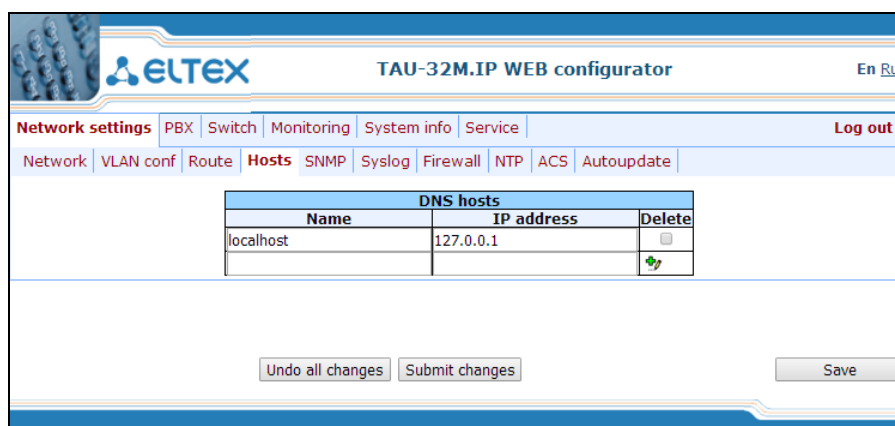 ELTEX TAU-32M.IP WEB configurator En Ru
Network settings PBX Switch Monitoring System info Service Log out
Network VLAN conf Route Hosts SNMP Syslog Firewall NTP ACS Autoupdate
DNS hosts
Name IP address Delete
localhost 127.0.0.1
Undo all changes Submit changes Save